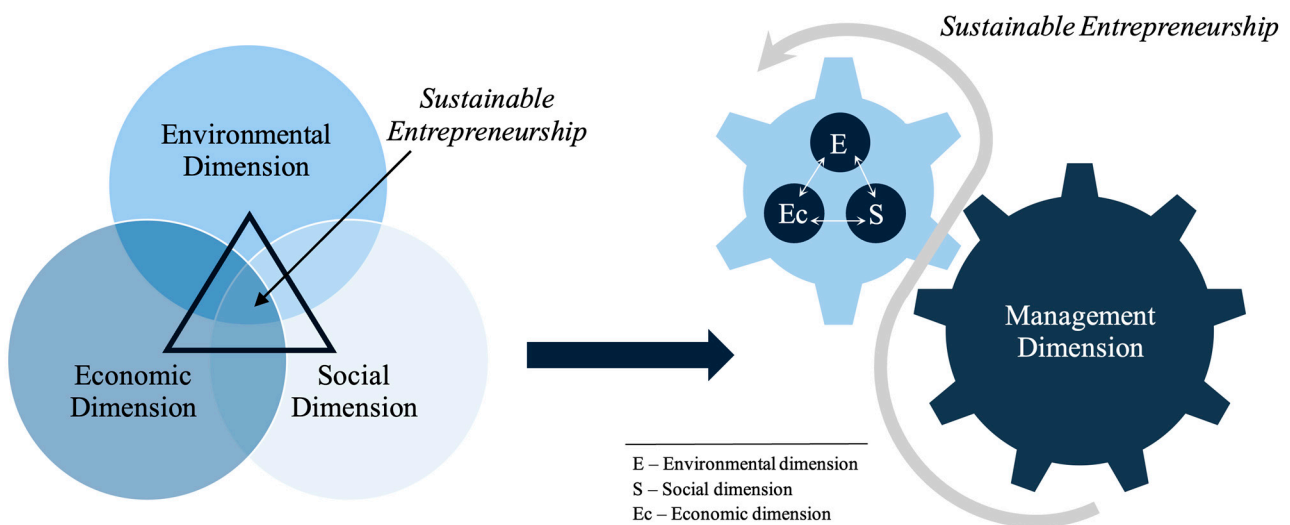 Sustainable
Entrepreneurship
Environmental
Dimension
Economic
Dimension
Social
Dimension
Sustainable Entrepreneurship
E
Ec
S
Management
Dimension
E – Environmental dimension
S – Social dimension
Ec – Economic dimension